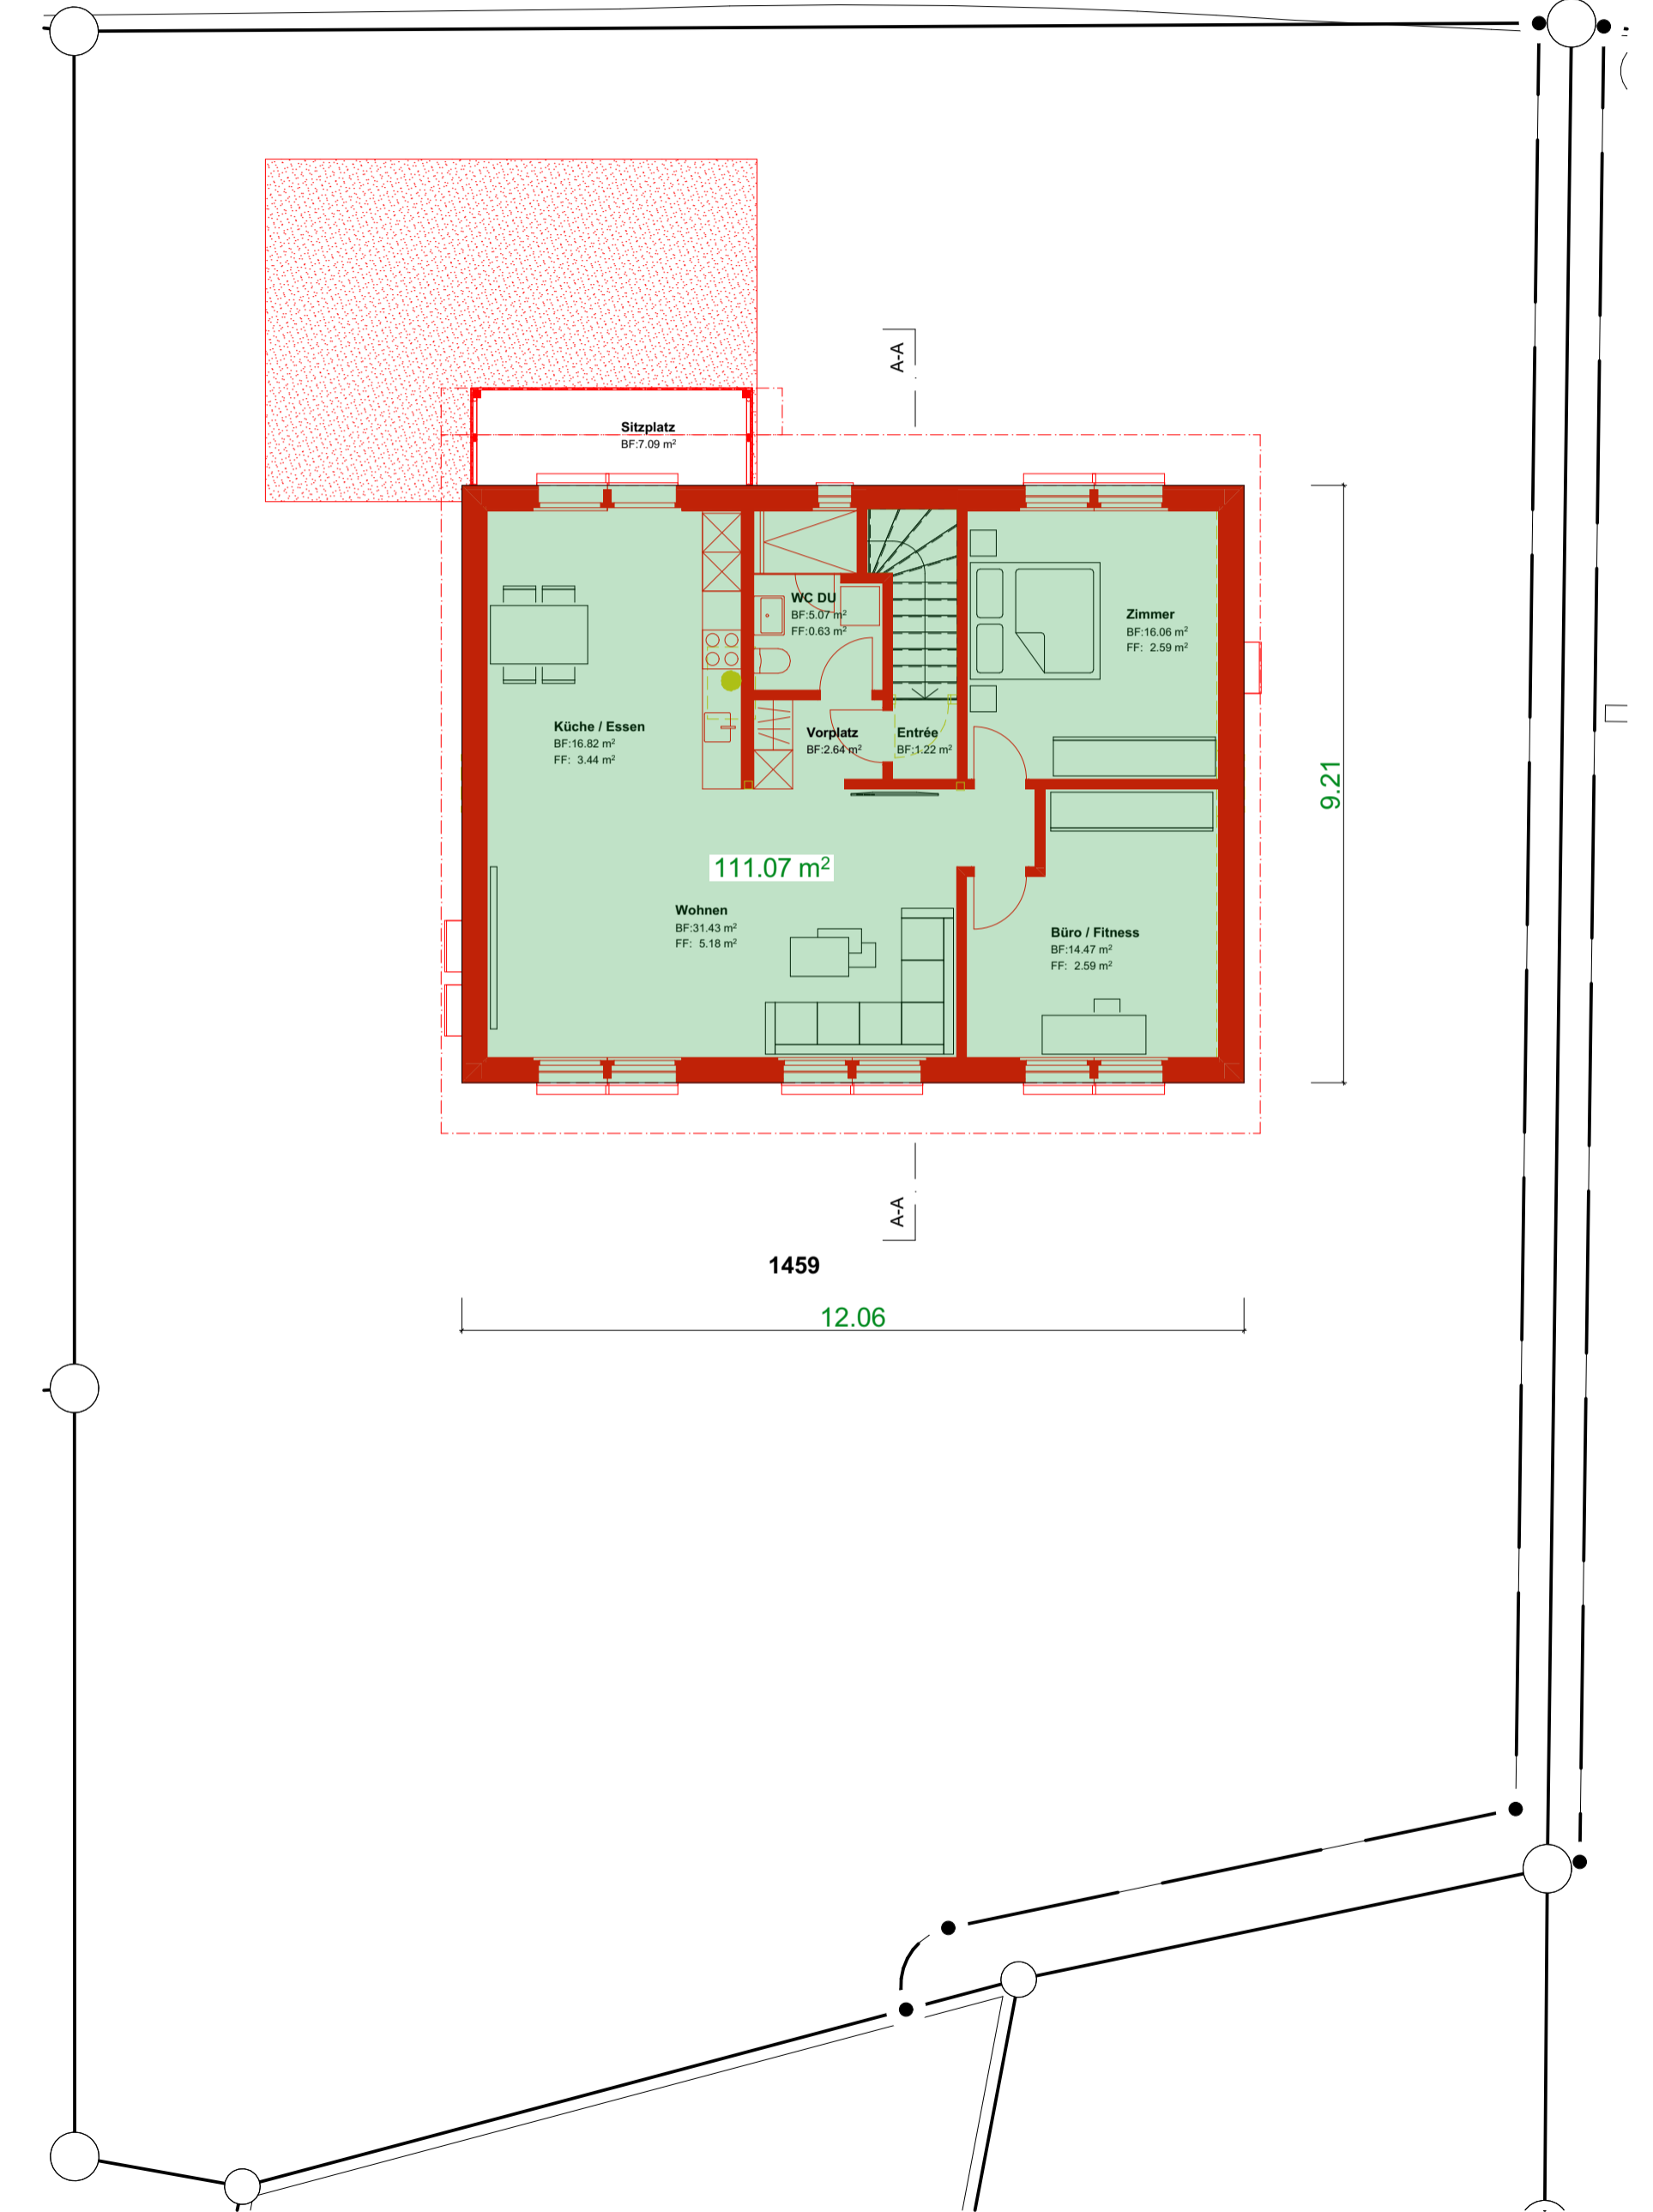 A-A
Sitzplatz
BF:7.09 m²
WC DU
BF:5.07 m²
FF:0.63 m²
Zimmer
BF:16.06 m²
FF: 2.59 m²
Küche / Essen
BF:16.82 m²
FF: 3.44 m²
Vorplatz
BF:2.64 m²
Entrée
BF:1.22 m²
9.21
111.07 m²
Wohnen
BF:31.43 m²
FF: 5.18 m²
Büro / Fitness
BF:14.47 m²
FF: 2.59 m²
A-A
1459
12.06